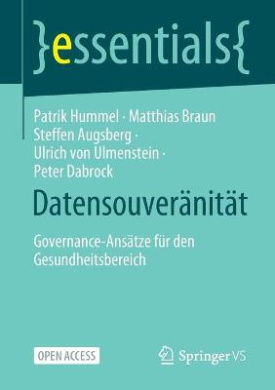 }essentials{
Patrik Hummel · Matthias Braun
Steffen Augsberg ·
Ulrich von Ulmenstein ·
Peter Dabrock
Datensouveränität
Governance-Ansätze für den
Gesundheitsbereich
OPEN ACCESS
Springer VS